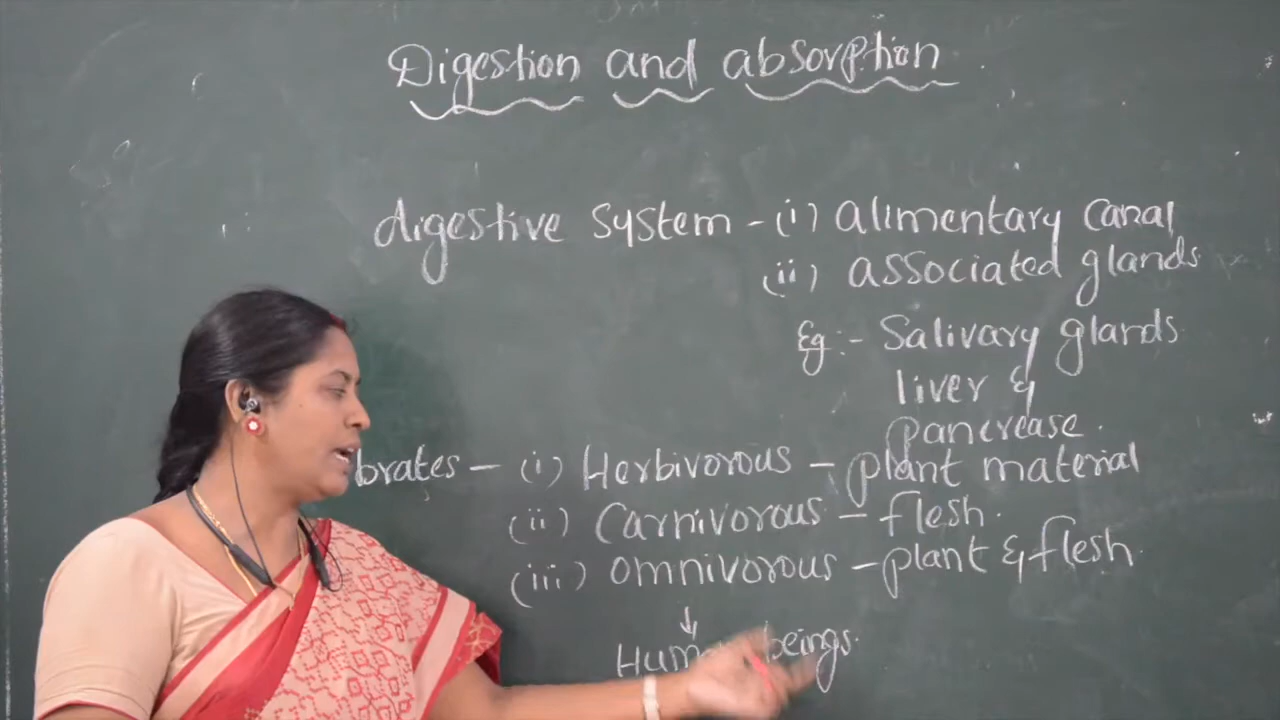 Digestion and absorption
digestive system - (i) alimentary canal
(ii) associated glands
Eg:- Salivary glands
liver &
pancrease.
brates - (i) Herbivorous - plant material
(ii) Carnivorous - flesh.
(iii) omnivorous - plant & flesh
↓
beings.